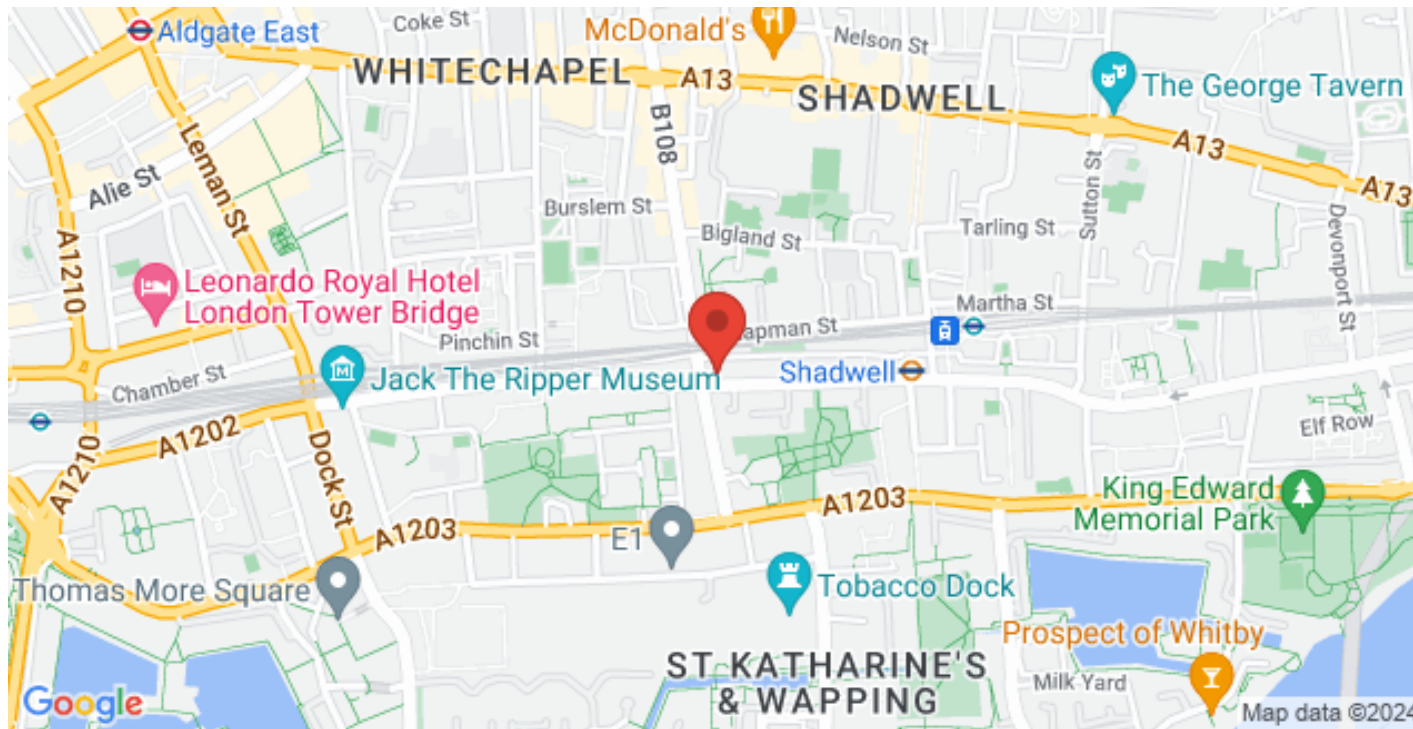 Coke St
McDonald's
Nelson St
Aldgate East
WHITECHAPEL
A13
SHADWELL
The George Tavern
B108
A13
A13
Leman St
Alie St
Sutton St
Burslem St
Bigland St
Tarling St
Devonport St
A1210
Leonardo Royal Hotel
London Tower Bridge
Martha St
Pinchin St
apman St
Chamber St
Jack The Ripper Museum
Shadwell
A1202
Elf Row
A1210
Dock St
A1203
A1203
King Edward
Memorial Park
E1
Thomas More Square
Tobacco Dock
Prospect of Whitby
ST KATHARINE'S
& WAPPING
Milk Yard
Google
Map data ©2024